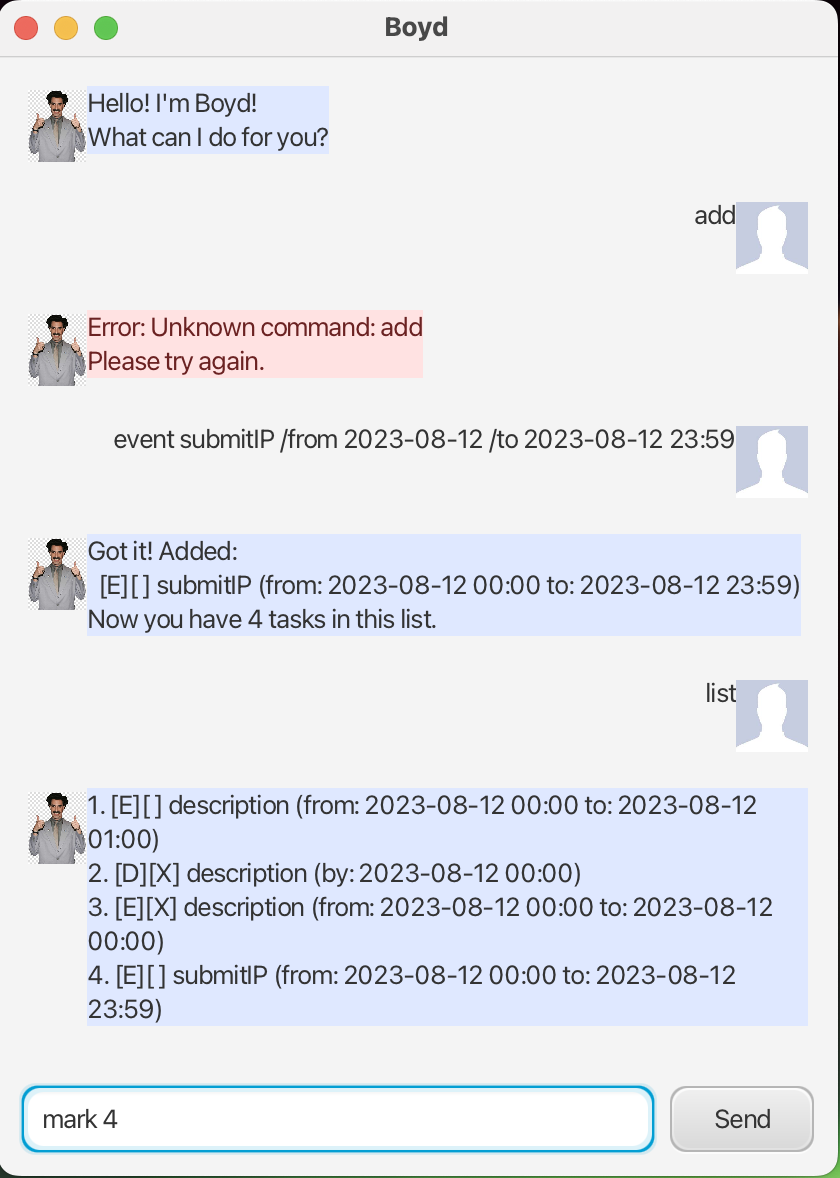 Boyd
Hello! I'm Boyd!
What can I do for you?
add
Error: Unknown command: add
Please try again.
event submitIP /from 2023-08-12 /to 2023-08-12 23:59
Got it! Added:
[E][ ] submitIP (from: 2023-08-12 00:00 to: 2023-08-12 23:59)
Now you have 4 tasks in this list.
list
1. [E][ ] description (from: 2023-08-12 00:00 to: 2023-08-12
01:00)
2. [D][X] description (by: 2023-08-12 00:00)
3. [E][X] description (from: 2023-08-12 00:00 to: 2023-08-12
00:00)
4. [E][ ] submitIP (from: 2023-08-12 00:00 to: 2023-08-12
23:59)
mark 4
Send